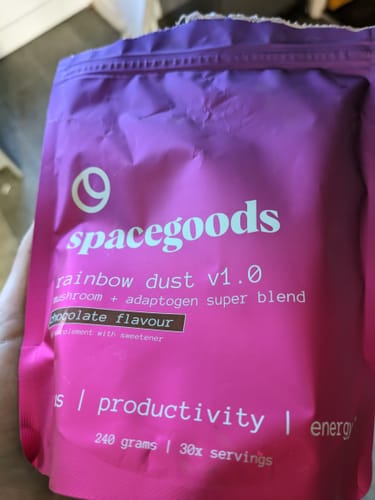 spacegoods
rainbow dust v1.0
mushroom + adaptogen super blend
chocolate flavour
supplement with sweetener
| productivity | energy
240 grams | 30x servings